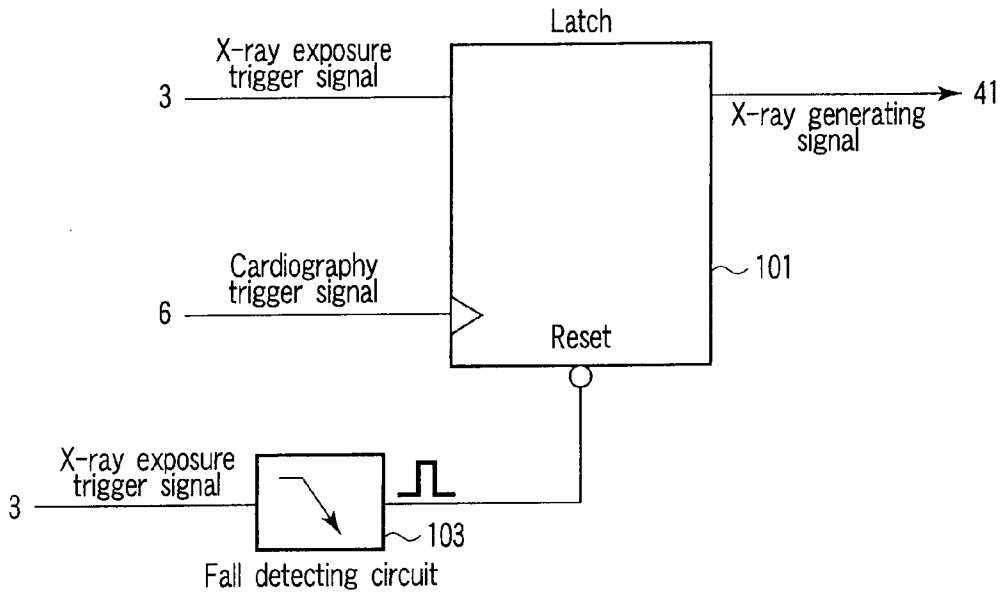 Latch
X-ray exposure
trigger signal
3
41
X-ray generating
signal
Cardiography
trigger signal
6
101
Reset
X-ray exposure
trigger signal
3
103
Fall detecting circuit